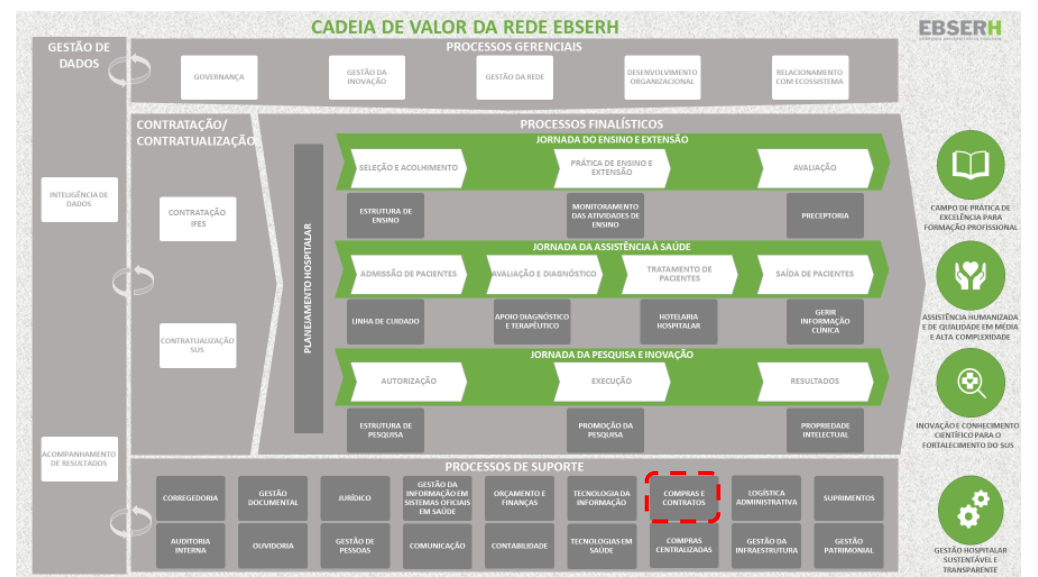 CADEIA DE VALOR DA REDE EBSERH
EBSERH
GESTÃO DE
DADOS
INTELIGÊNCIA DE
DADOS
ACOMPANHAMENTO
DE RESULTADOS
PROCESSOS GERENCIAIS
GOVERNANÇA
GESTÃO DA
INOVAÇÃO
GESTÃO DA REDE
DESENVOLVIMENTO
ORGANIZACIONAL
RELACIONAMENTO
COM ECOSSISTEMA
CONTRATAÇÃO/
CONTRATUALIZAÇÃO
CONTRATAÇÃO
IFES
CONTRATUALIZAÇÃO
SUS
PROCESSOS FINALÍSTICOS
PLANEJAMENTO HOSPITALAR
JORNADA DO ENSINO E EXTENSÃO
SELEÇÃO E ACOLHIMENTO
PRÁTICA DE ENSINO E
EXTENSÃO
AVALIAÇÃO
ESTRUTURA DE
ENSINO
MONITORAMENTO
DAS ATIVIDADES DE
ENSINO
PRECEPTORIA
JORNADA DA ASSISTÊNCIA À SAÚDE
ADMISSÃO DE PACIENTES
AVALIAÇÃO E DIAGNÓSTICO
TRATAMENTO DE
PACIENTES
SAÍDA DE PACIENTES
LINHA DE CUIDADO
APOIO DIAGNÓSTICO
E TERAPÊUTICO
HOTELARIA
HOSPITALAR
GERIR
INFORMAÇÃO
CLÍNICA
JORNADA DA PESQUISA E INOVAÇÃO
AUTORIZAÇÃO
EXECUÇÃO
RESULTADOS
ESTRUTURA DE
PESQUISA
PROMOÇÃO DA
PESQUISA
PROPRIEDADE
INTELECTUAL
CAMPO DE PRÁTICA DE
EXCELÊNCIA PARA
FORMAÇÃO PROFISSIONAL
ASSISTÊNCIA HUMANIZADA
E DE QUALIDADE EM MÉDIA
E ALTA COMPLEXIDADE
INOVAÇÃO E CONHECIMENTO
CIENTÍFICO PARA O
FORTALECIMENTO DO SUS
GESTÃO HOSPITALAR
SUSTENTÁVEL E
TRANSPARENTE
PROCESSOS DE SUPORTE
CORREGEDORIA
GESTÃO
DOCUMENTAL
JURÍDICO
GESTÃO DA
INFORMAÇÃO EM
SISTEMAS OFICIAIS
EM SAÚDE
ORÇAMENTO E
FINANÇAS
TECNOLOGIA DA
INFORMAÇÃO
COMPRAS E
CONTRATOS
LOGÍSTICA
ADMINISTRATIVA
SUPRIMENTOS
AUDITORIA
INTERNA
OUVIDORIA
GESTÃO DE
PESSOAS
COMUNICAÇÃO
CONTABILIDADE
TECNOLOGIAS EM
SAÚDE
COMPRAS
CENTRALIZADAS
GESTÃO DA
INFRAESTRUTURA
GESTÃO
PATRIMONIAL